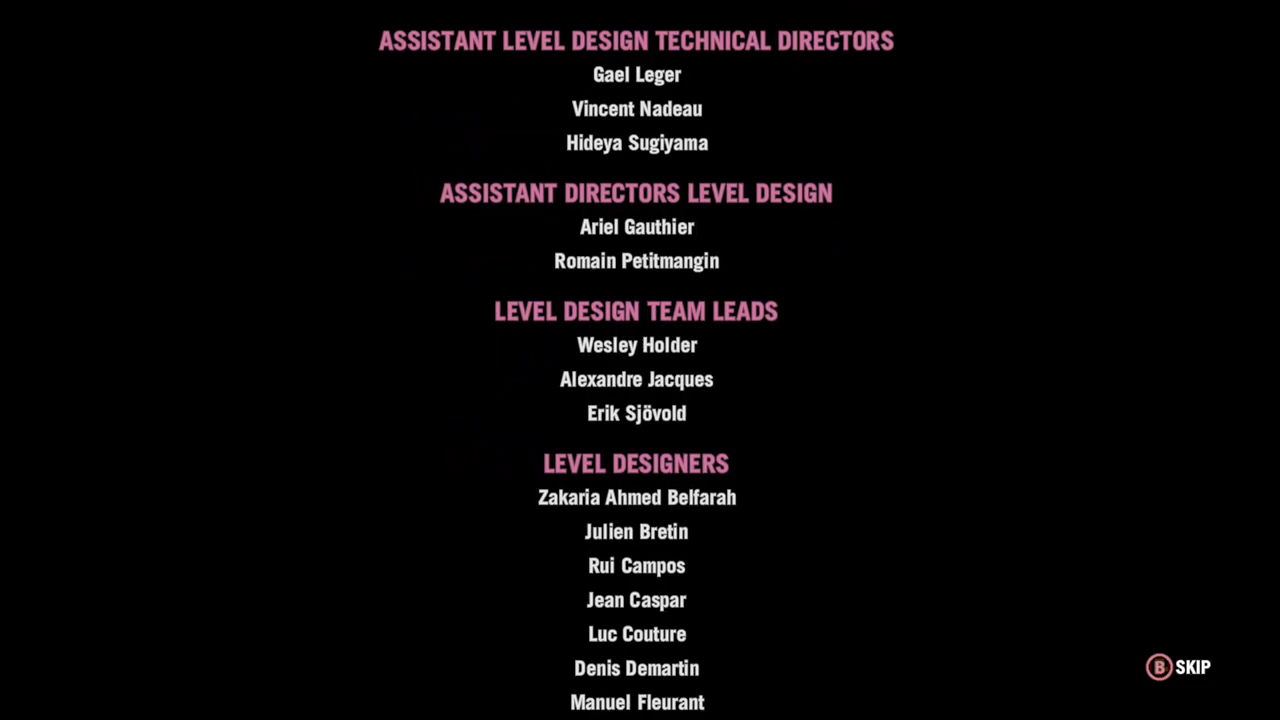 ASSISTANT LEVEL DESIGN TECHNICAL DIRECTORS
Gael Leger
Vincent Nadeau
Hideya Sugiyama
ASSISTANT DIRECTORS LEVEL DESIGN
Ariel Gauthier
Romain Petitmangin
LEVEL DESIGN TEAM LEADS
Wesley Holder
Alexandre Jacques
Erik Sjövold
LEVEL DESIGNERS
Zakaria Ahmed Belfarah
Julien Bretin
Rui Campos
Jean Caspar
Luc Couture
Denis Demartin
Manuel Fleurant
B SKIP